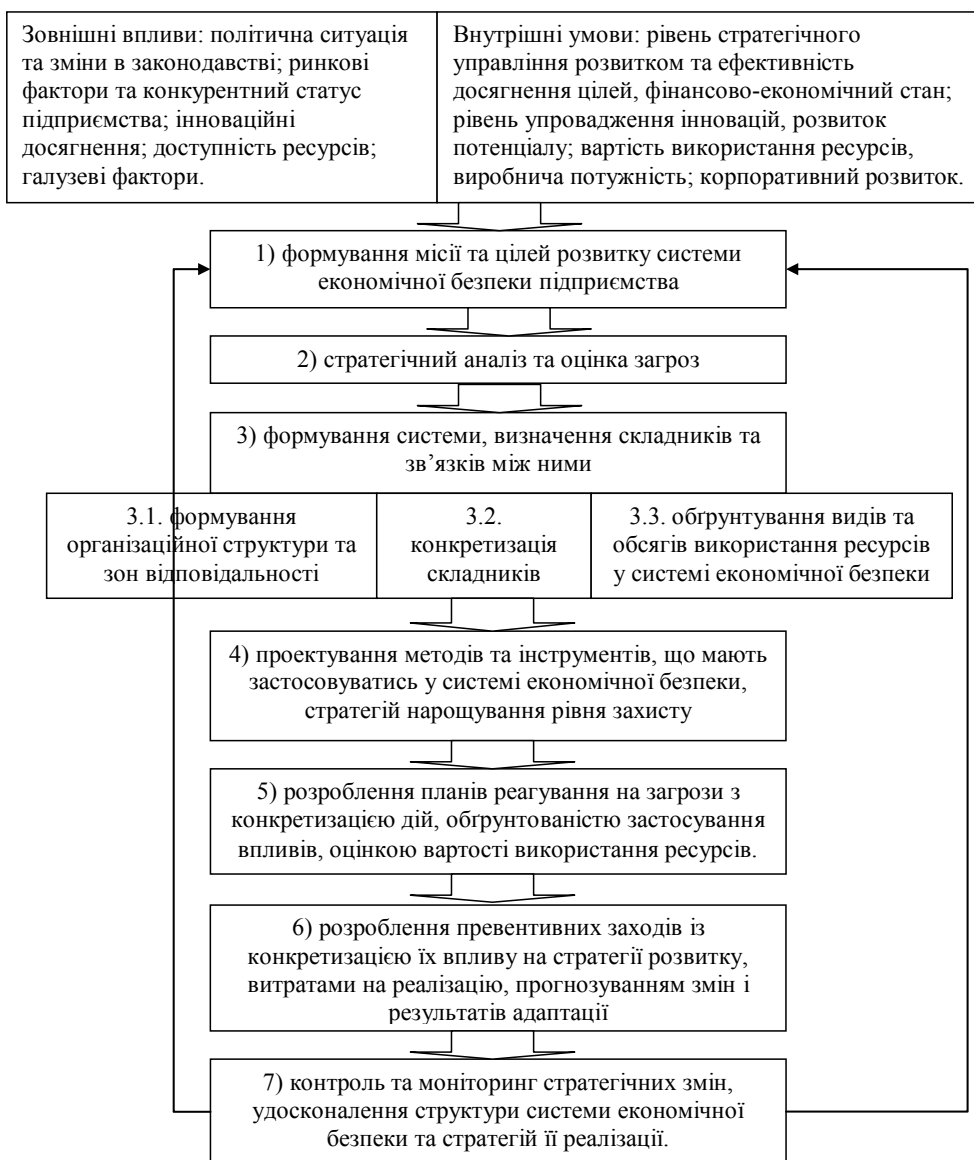 Зовнішні впливи: політична ситуація
та зміни в законодавстві; ринкові
фактори та конкурентний статус
підприємства; інноваційні
досягнення; доступність ресурсів;
галузеві фактори.
Внутрішні умови: рівень стратегічного
управління розвитком та ефективність
досягнення цілей, фінансово-економічний стан;
рівень упровадження інновацій, розвиток
потенціалу; вартість використання ресурсів,
виробнича потужність; корпоративний розвиток.
1) формування місії та цілей розвитку системи
економічної безпеки підприємства
2) стратегічний аналіз та оцінка загроз
3) формування системи, визначення складників та
зв’язків між ними
3.1. формування
організаційної структури та
зон відповідальності
3.2.
конкретизація
складників
3.3. обґрунтування видів та
обсягів використання ресурсів
у системі економічної безпеки
4) проектування методів та інструментів, що мають
застосовуватись у системі економічної безпеки,
стратегій нарощування рівня захисту
5) розроблення планів реагування на загрози з
конкретизацією дій, обґрунтованістю застосування
впливів, оцінкою вартості використання ресурсів.
6) розроблення превентивних заходів із
конкретизацією їх впливу на стратегії розвитку,
витратами на реалізацію, прогнозуванням змін і
результатів адаптації
7) контроль та моніторинг стратегічних змін,
удосконалення структури системи економічної
безпеки та стратегій її реалізації.